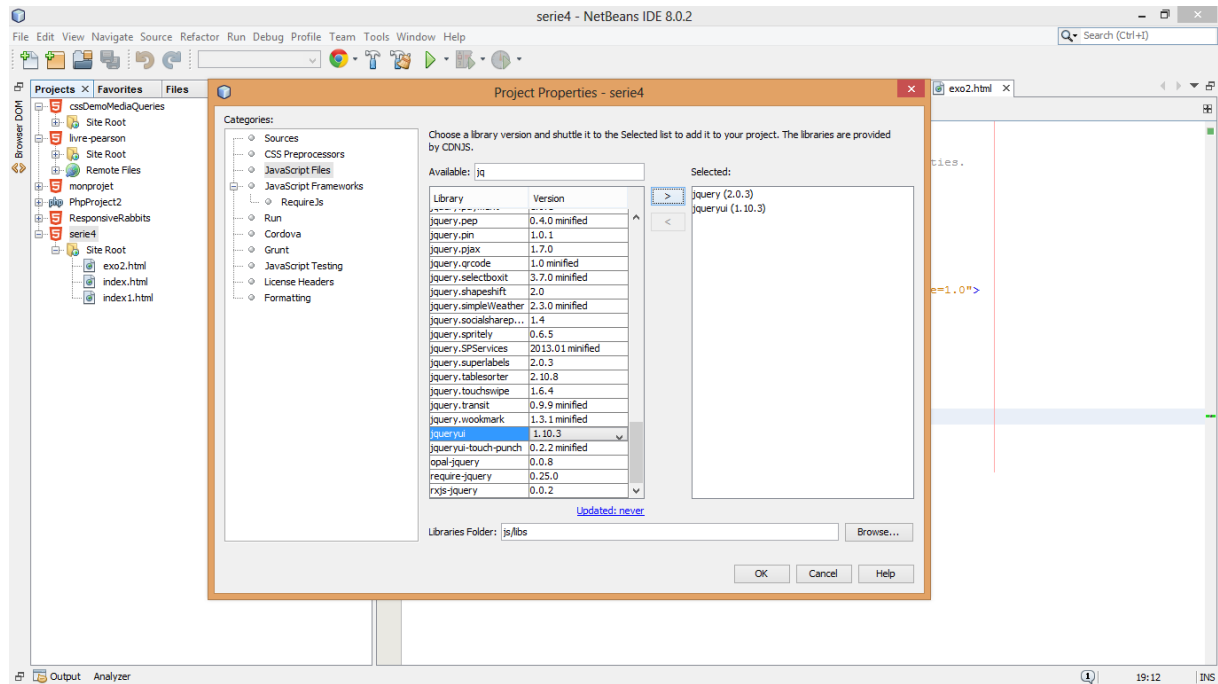 serie4 - NetBeans IDE 8.0.2
File Edit View Navigate Source Refactor Run Debug Profile Team Tools Window Help
Search (Ctrl+I)
Projects Favorites Files
exo2.html
Browser DOM
cssDemoMediaQueries
Site Root
livre-pearson
Site Root
Remote Files
monprojet
PhpProject2
ResponsiveRabbits
serie4
Site Root
exo2.html
index.html
index1.html
Project Properties - serie4
Categories:
Sources
CSS Preprocessors
JavaScript Files
JavaScript Frameworks
RequireJs
Run
Cordova
Grunt
JavaScript Testing
License Headers
Formatting
Choose a library version and shuttle it to the Selected list to add it to your project. The libraries are provided
by CDNJS.
Available: jq
Selected:
Library Version
jquery.pep 0.4.0 minified
jquery.pin 1.0.1
jquery.pjax 1.7.0
jquery.qrcode 1.0 minified
jquery.selectboxit 3.7.0 minified
jquery.shapeshift 2.0
jquery.simpleWeather 2.3.0 minified
jquery.socialsharep... 1.4
jquery.spritely 0.6.5
jquery.SPServices 2013.01 minified
jquery.superlabels 2.0.3
jquery.tablesorter 2.10.8
jquery.touchswipe 1.6.4
jquery.transit 0.9.9 minified
jquery.wookmark 1.3.1 minified
jqueryui 1.10.3
jqueryui-touch-punch 0.2.2 minified
opal-jquery 0.0.8
require-jquery 0.25.0
rxjs-jquery 0.0.2
>
<
jquery (2.0.3)
jqueryui (1.10.3)
Updated: never
Libraries Folder: js/libs
Browse...
OK Cancel Help
ties.
e=1.0">
Output Analyzer
1
19:12 INS